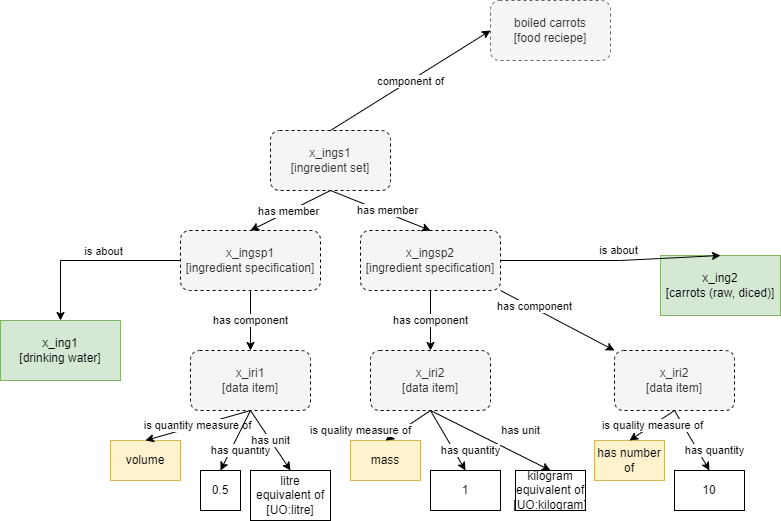 boiled carrots
[food reciepe]
component of
x_ings1
[ingredient set]
has member
has member
x_ingsp1
[ingredient specification]
x_ingsp2
[ingredient specification]
is about
is about
x_ing2
[carrots (raw, diced)]
has component
has component
has component
x_ing1
[drinking water]
x_iri1
[data item]
x_iri2
[data item]
x_iri2
[data item]
is quantity measure of
has quantity
has unit
is quality measure of
has quantity
has unit
is quality measure of
has quantity
volume
0.5
litre
equivalent of
[UO:litre]
mass
1
kilogram
equivalent of
[UO:kilogram]
has number
of
10